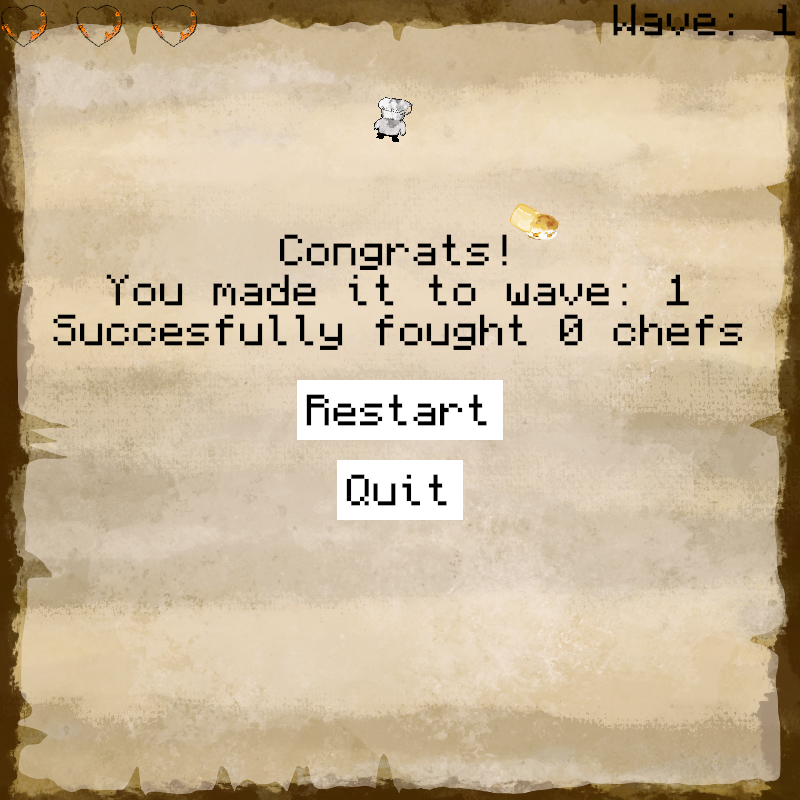 Wave: 1
Congrats!
You made it to wave: 1
Succesfully fought 0 chefs
Restart
Quit